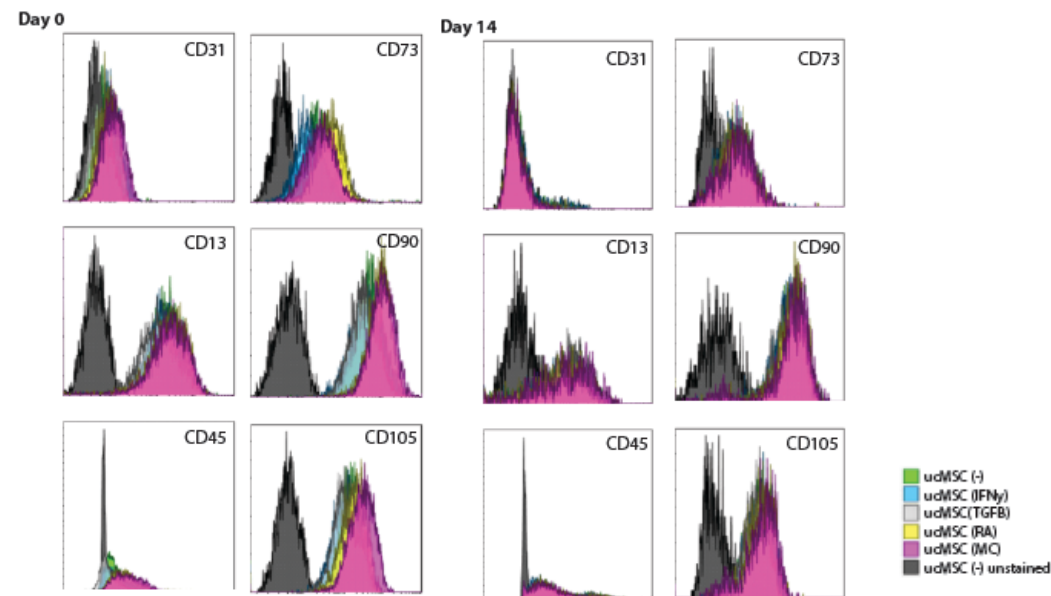 Day 0
Day 14
CD31
CD73
CD31
CD73
CD13
CD90
CD13
CD90
CD45
CD105
CD45
CD105
ucMSC (-)
ucMSC (IFNy)
ucMSC(TGFB)
ucMSC (RA)
ucMSC (MC)
ucMSC (-) unstained